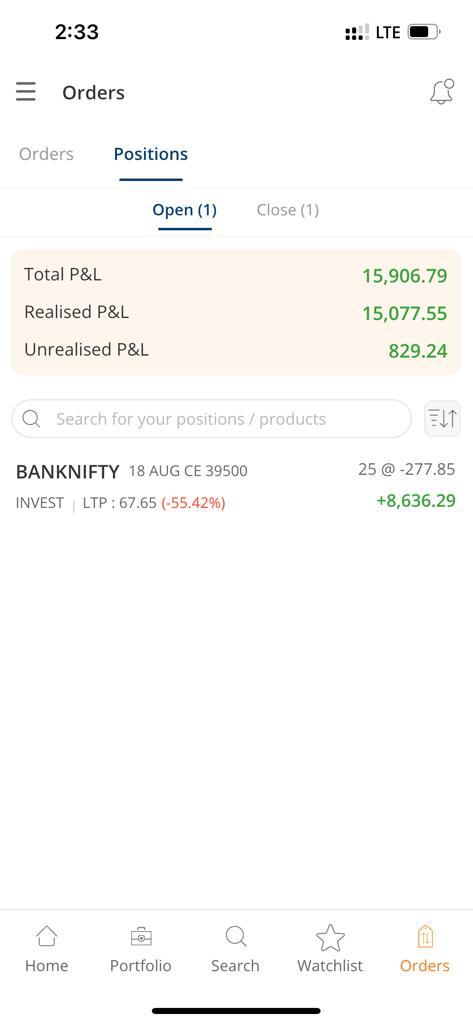 2:33 LTE
Orders
Orders Positions
Open (1) Close (1)
Total P&L 15,906.79
Realised P&L 15,077.55
Unrealised P&L 829.24
Search for your positions / products
BANKNIFTY 18 AUG CE 39500 25 @ -277.85
INVEST | LTP : 67.65 (-55.42%) +8,636.29
Home Portfolio Search Watchlist Orders